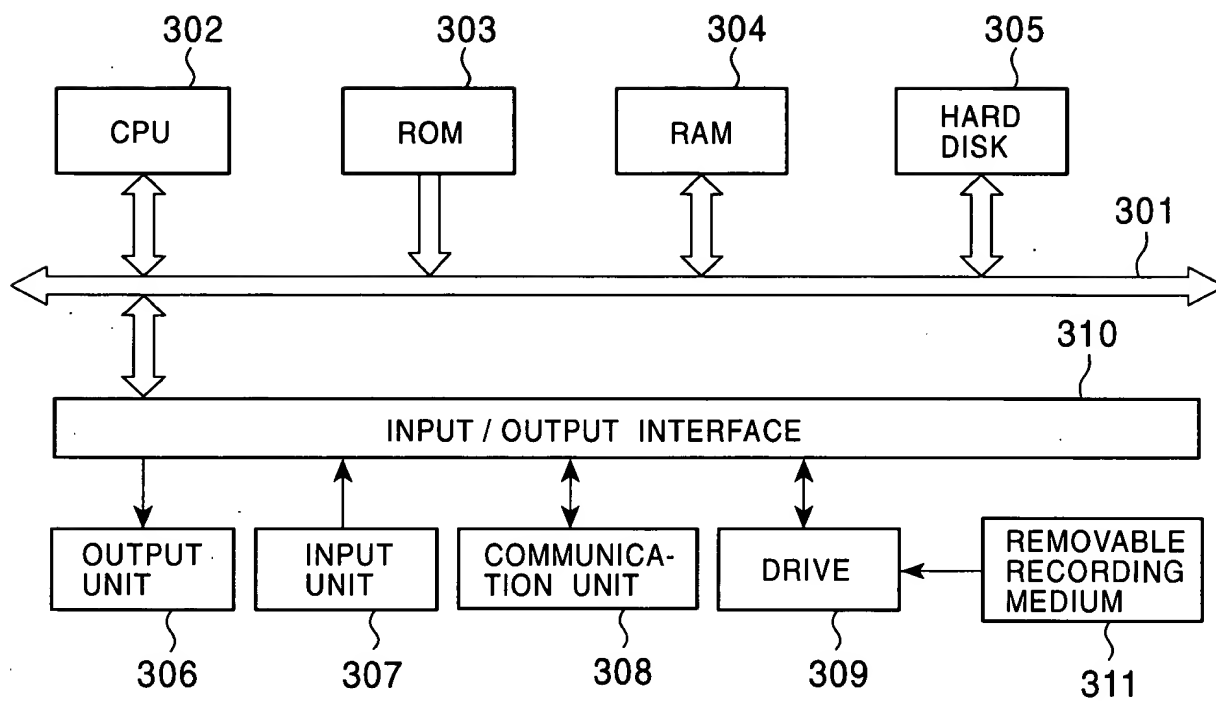 302 303 304 305
CPU ROM RAM HARD
DISK
301
310
INPUT / OUTPUT INTERFACE
OUTPUT
UNIT
INPUT
UNIT
COMMUNICA-
TION UNIT
DRIVE
REMOVABLE
RECORDING
MEDIUM
306 307 308 309 311